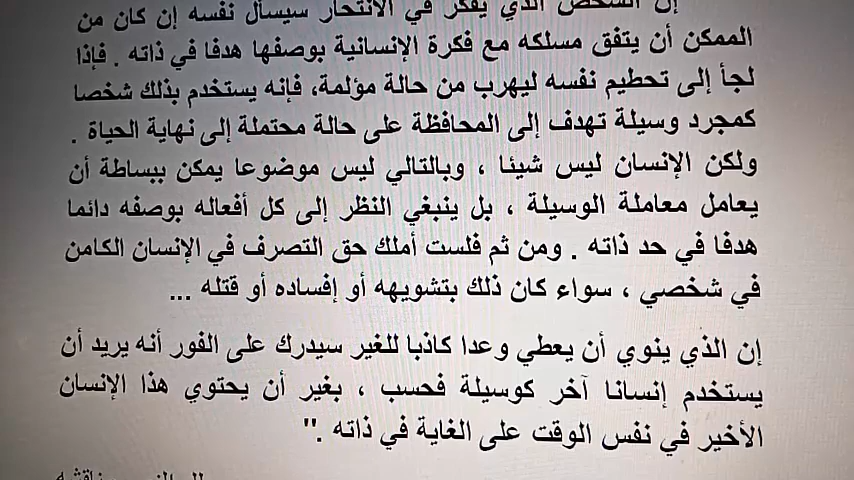 إن الشخص الذي يفكر في الانتحار سيسأل نفسه إن كان من
الممكن أن يتفق مسلكه مع فكرة الإنسانية بوصفها هدفا في ذاته . فإذا
لجأ إلى تحطيم نفسه ليهرب من حالة مؤلمة، فإنه يستخدم بذلك شخصا
كمجرد وسيلة تهدف إلى المحافظة على حالة محتملة إلى نهاية الحياة .
ولكن الإنسان ليس شيئا ، وبالتالي ليس موضوعا يمكن ببساطة أن
يعامل معاملة الوسيلة ، بل ينبغي النظر إلى كل أفعاله بوصفه دائما
هدفا في حد ذاته . ومن ثم فلست أملك حق التصرف في الإنسان الكامن
في شخصي ، سواء كان ذلك بتشويهه أو إفساده أو قتله ...
إن الذي ينوي أن يعطي وعدا كاذبا للغير سيدرك على الفور أنه يريد أن
يستخدم إنسانا آخر كوسيلة فحسب ، بغير أن يحتوي هذا الإنسان
الأخير في نفس الوقت على الغاية في ذاته ."